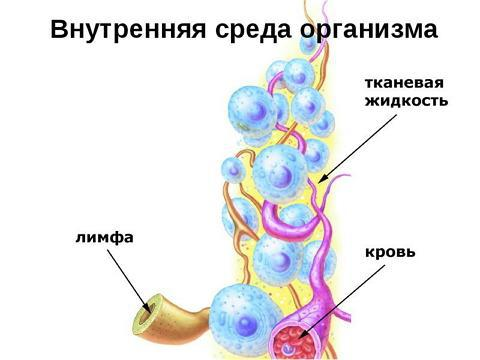 Внутренняя среда организма
тканевая
жидкость
лимфа
кровь